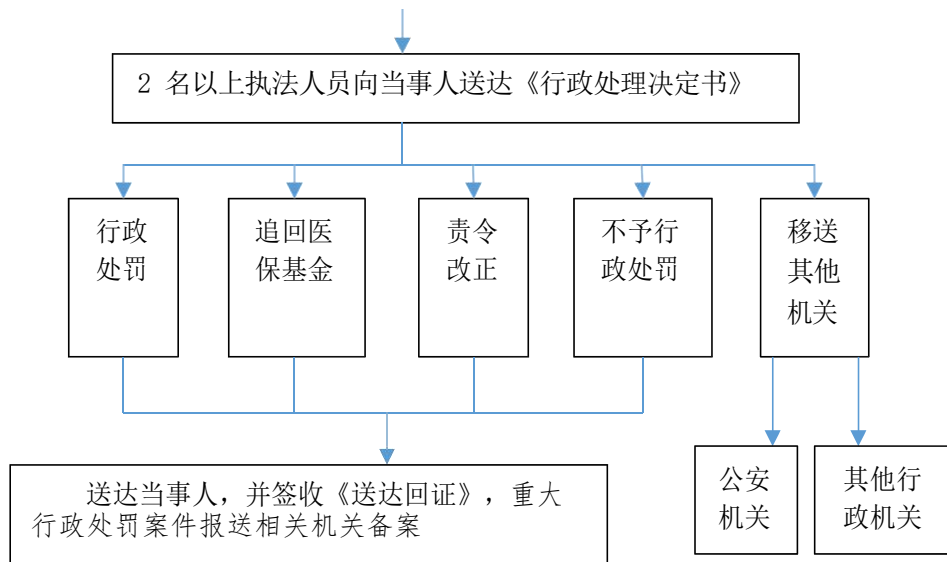 2 名以上执法人员向当事人送达《行政处理决定书》
行政
处罚
追回医
保基金
责令
改正
不予行
政处罚
移送
其他
机关
送达当事人，并签收《送达回证》，重大
行政处罚案件报送相关机关备案
公安
机关
其他行
政机关